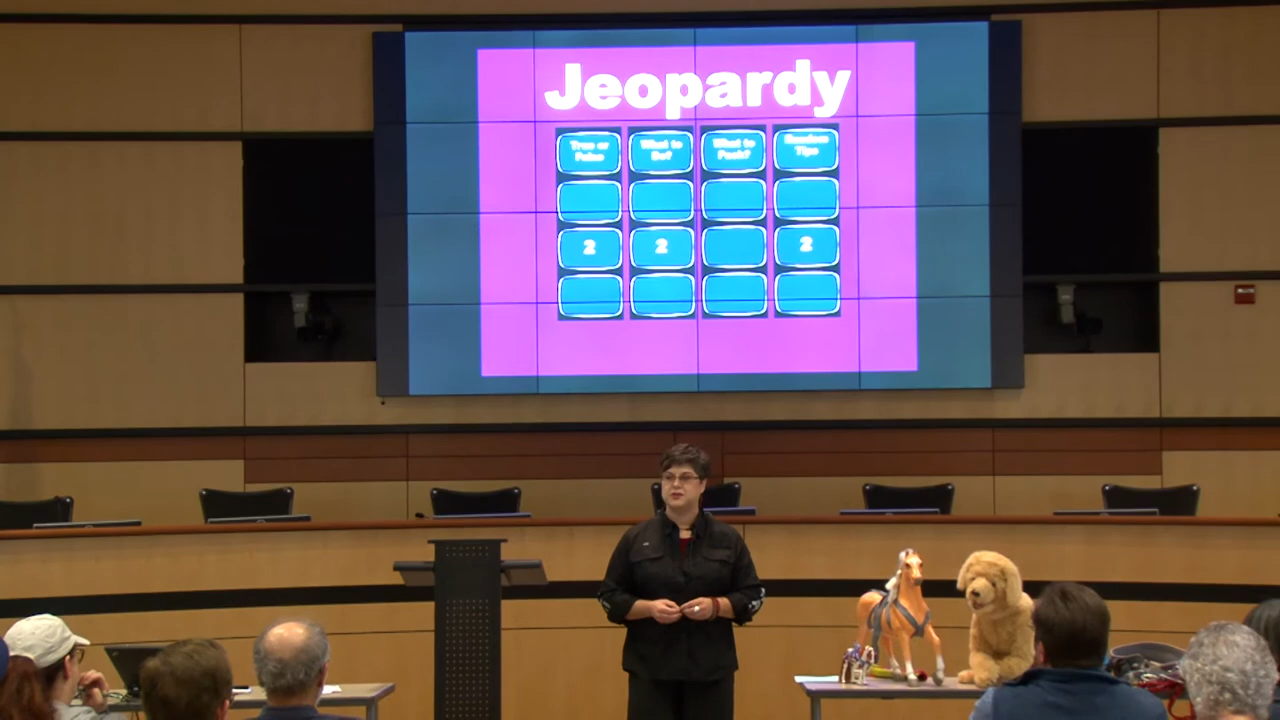 Jeopardy
True or
False
What to
Do?
What to
Pack?
Random
Tips
2
2
2